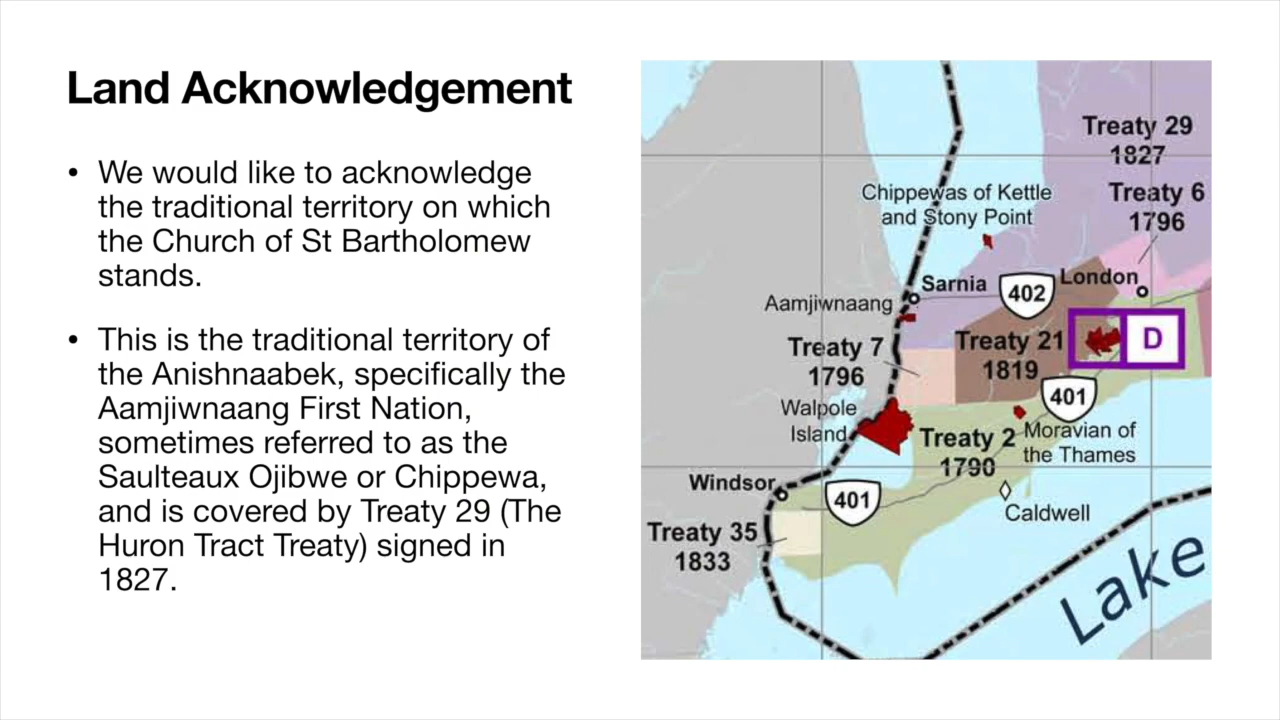 Land Acknowledgement
• We would like to acknowledge
the traditional territory on which
the Church of St Bartholomew
stands.
• This is the traditional territory of
the Anishnaabek, specifically the
Aamjiwnaang First Nation,
sometimes referred to as the
Saulteaux Ojibwe or Chippewa,
and is covered by Treaty 29 (The
Huron Tract Treaty) signed in
1827.
Treaty 29
1827
Chippewas of Kettle
and Stony Point
Treaty 6
1796
Sarnia
402
London
Aamjiwnaang
Treaty 7
1796
Treaty 21
1819
D
401
Walpole
Island
Treaty 2
1790
Moravian of
the Thames
Windsor
401
Caldwell
Treaty 35
1833
Lake